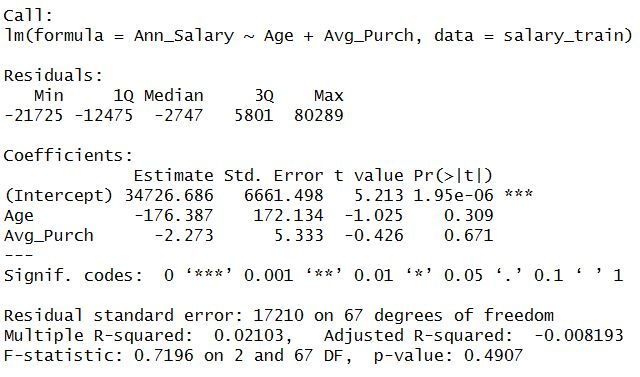 Call:
lm(formula = Ann_Salary ~ Age + Avg_Purch, data = salary_train)
Residuals:
Min 1Q Median 3Q Max
-21725 -12475 -2747 5801 80289
Coefficients:
Estimate Std. Error t value Pr(>|t|)
(Intercept) 34726.686 6661.498 5.213 1.95e-06 ***
Age -176.387 172.134 -1.025 0.309
Avg_Purch -2.273 5.333 -0.426 0.671
---
Signif. codes: 0 ‘***’ 0.001 ‘**’ 0.01 ‘*’ 0.05 ‘.’ 0.1 ‘ ’ 1
Residual standard error: 17210 on 67 degrees of freedom
Multiple R-squared: 0.02103, Adjusted R-squared: -0.008193
F-statistic: 0.7196 on 2 and 67 DF, p-value: 0.4907